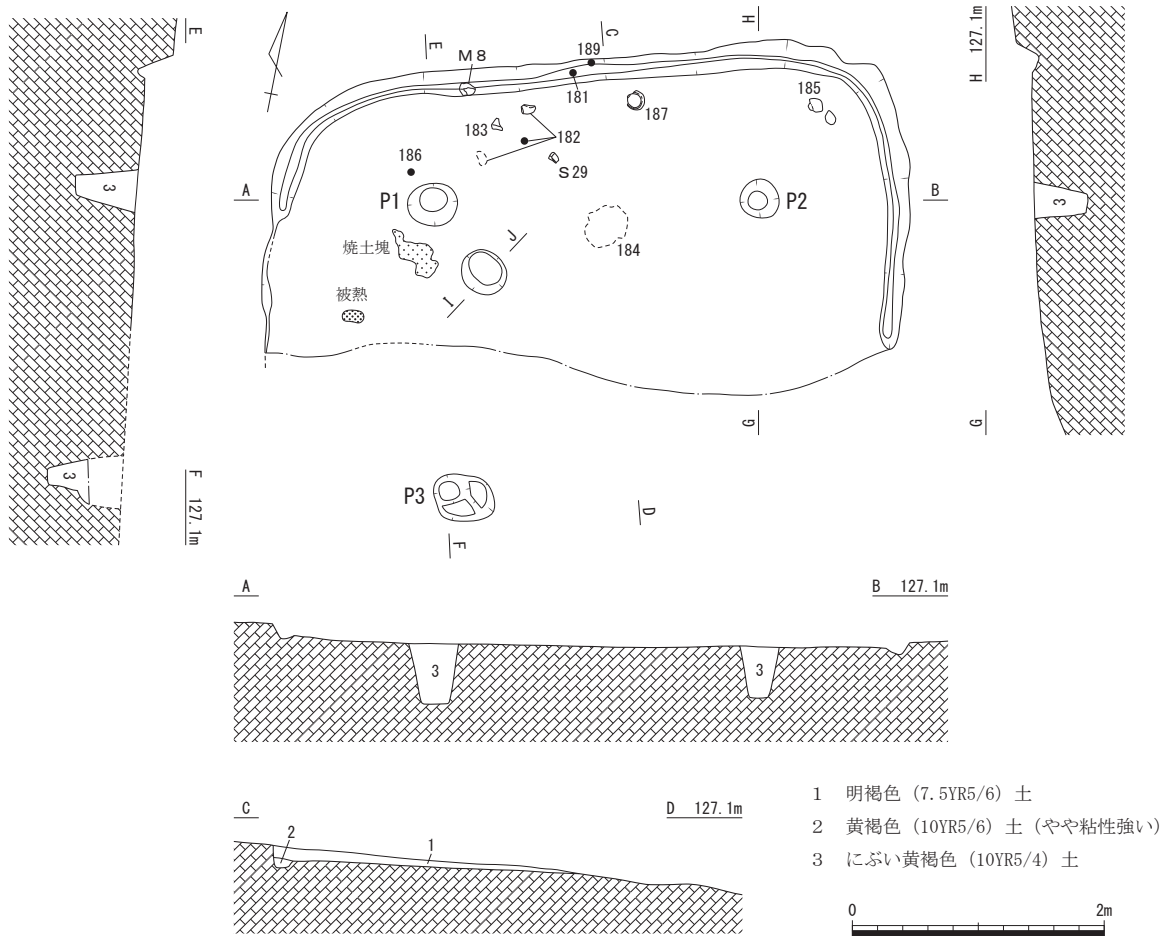 E
H
C
E
H 127.1m
M8
189
181
185
187
183
182
186
S29
A
P1
P2
B
3
3
184
J
焼土塊
I
被熱
G
G
3
F 127.1m
P3
D
F
A
B 127.1m
3
3
C
D 127.1m
2
1
1 明褐色（7.5YR5/6）土
2 黄褐色（10YR5/6）土（やや粘性強い）
3 にぶい黄褐色（10YR5/4）土
0
2m